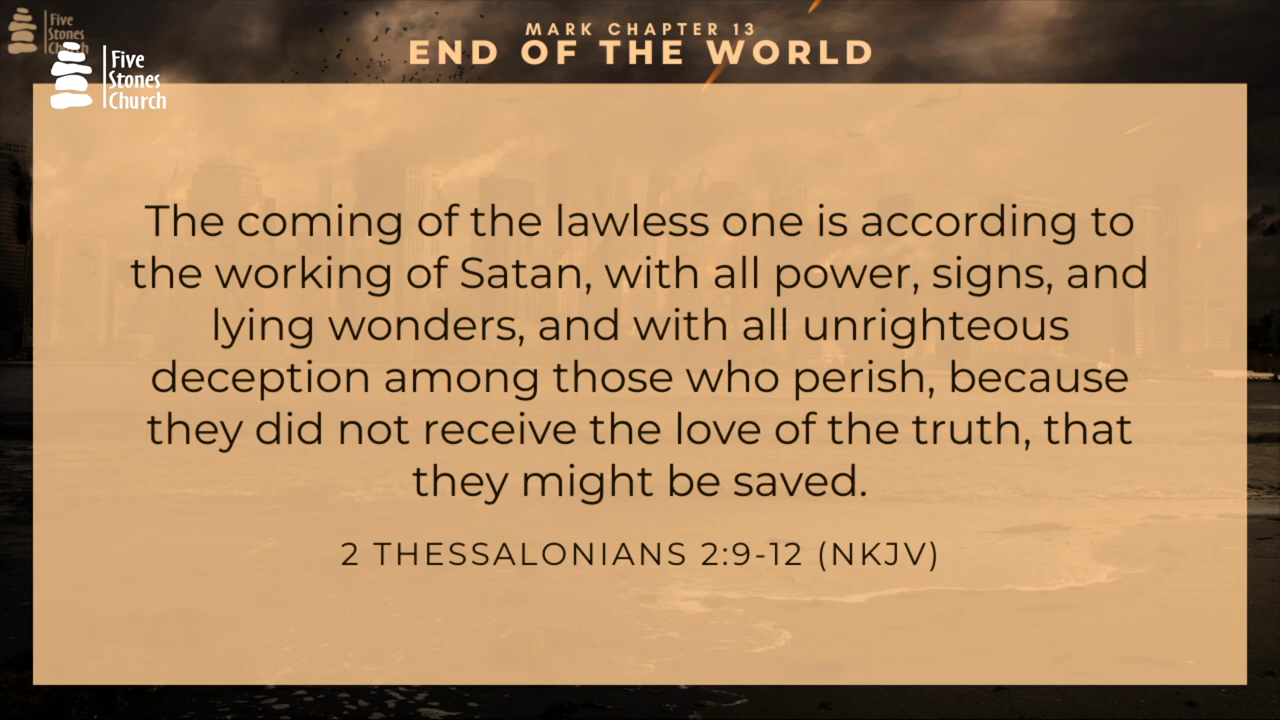 Five
Stones
Church
Five
Stones
Church
MARK CHAPTER 13
END OF THE WORLD
The coming of the lawless one is according to
the working of Satan, with all power, signs, and
lying wonders, and with all unrighteous
deception among those who perish, because
they did not receive the love of the truth, that
they might be saved.
2 THESSALONIANS 2:9-12 (NKJV)